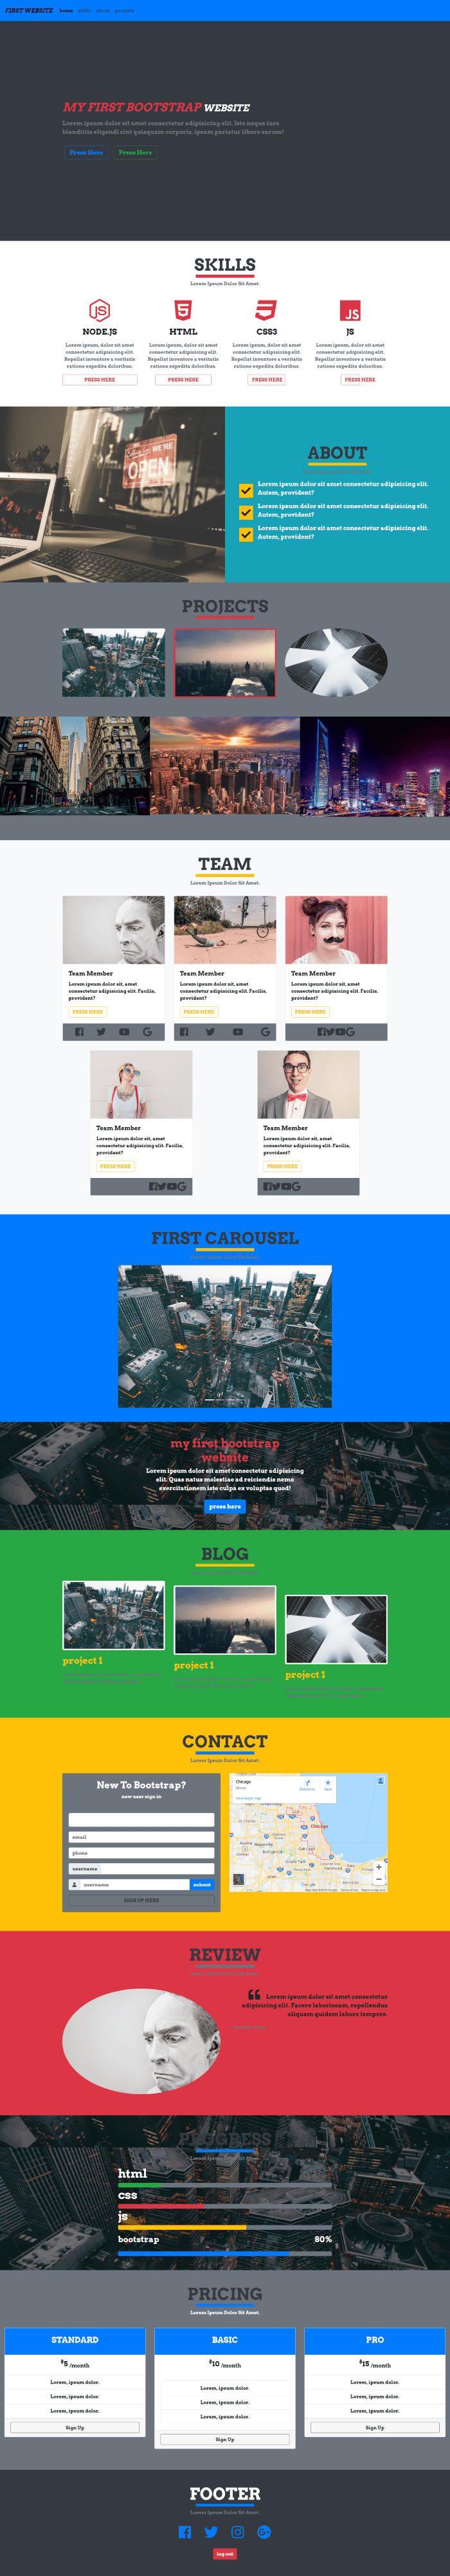 FIRST WEBSITE home skills about projects
MY FIRST BOOTSTRAP WEBSITE
Lorem ipsum dolor sit amet consectetur adipisicing elit. Iste neque iure
blanditiis eligendi sint quisquam corporis, ipsam pariatur libero earum!
Press Here Press Here
SKILLS
Lorem Ipsum Dolor Sit Amet.
NODE.JS HTML CSS3 JS
Lorem ipsum, dolor sit amet consectetur adipisicing elit. Repellat inventore a veritatis ratione expedita doloribus.
Lorem ipsum, dolor sit amet consectetur adipisicing elit. Repellat inventore a veritatis ratione expedita doloribus.
Lorem ipsum, dolor sit amet consectetur adipisicing elit. Repellat inventore a veritatis ratione expedita doloribus.
Lorem ipsum, dolor sit amet consectetur adipisicing elit. Repellat inventore a veritatis ratione expedita doloribus.
PRESS HERE PRESS HERE PRESS HERE PRESS HERE
OPEN
ABOUT
Lorem ipsum dolor sit amet consectetur adipisicing elit.
Autem, provident?
Lorem ipsum dolor sit amet consectetur adipisicing elit.
Autem, provident?
Lorem ipsum dolor sit amet consectetur adipisicing elit.
Autem, provident?
PROJECTS
TEAM
Lorem Ipsum Dolor Sit Amet.
Team Member
Lorem ipsum dolor sit, amet
consectetur adipisicing elit. Facilis,
provident?
PRESS HERE
Team Member
Lorem ipsum dolor sit, amet
consectetur adipisicing elit. Facilis,
provident?
PRESS HERE
Team Member
Lorem ipsum dolor sit, amet
consectetur adipisicing elit. Facilis,
provident?
PRESS HERE
Team Member
Lorem ipsum dolor sit, amet
consectetur adipisicing elit. Facilis,
provident?
PRESS HERE
Team Member
Lorem ipsum dolor sit, amet
consectetur adipisicing elit. Facilis,
provident?
PRESS HERE
FIRST CAROUSEL
my first bootstrap
website
Lorem ipsum dolor sit amet consectetur adipisicing
elit. Quas natus molestiae ad reiciendis nemo
exercitationem iste culpa ex voluptas quod!
press here
BLOG
project 1
project 1
project 1
CONTACT
Lorem Ipsum Dolor Sit Amet.
New To Bootstrap?
now user sign in
email
phone
username
username submit
SIGN UP HERE
Chicago
Illinois
Directions Save
View larger map
Chicago
REVIEW
Lorem ipsum dolor sit amet consectetur
adipisicing elit. Facere laboriosam, repellendus
aliquam quidem labore tempore.
PROGRESS
html
css
js
bootstrap 80%
PRICING
Lorem Ipsum Dolor Sit Amet.
STANDARD
$5 /month
Lorem, ipsum dolor.
Lorem, ipsum dolor.
Lorem, ipsum dolor.
Sign Up
BASIC
$10 /month
Lorem, ipsum dolor.
Lorem, ipsum dolor.
Lorem, ipsum dolor.
Sign Up
PRO
$15 /month
Lorem, ipsum dolor.
Lorem, ipsum dolor.
Lorem, ipsum dolor.
Sign Up
FOOTER
Lorem Ipsum Dolor Sit Amet.
log out